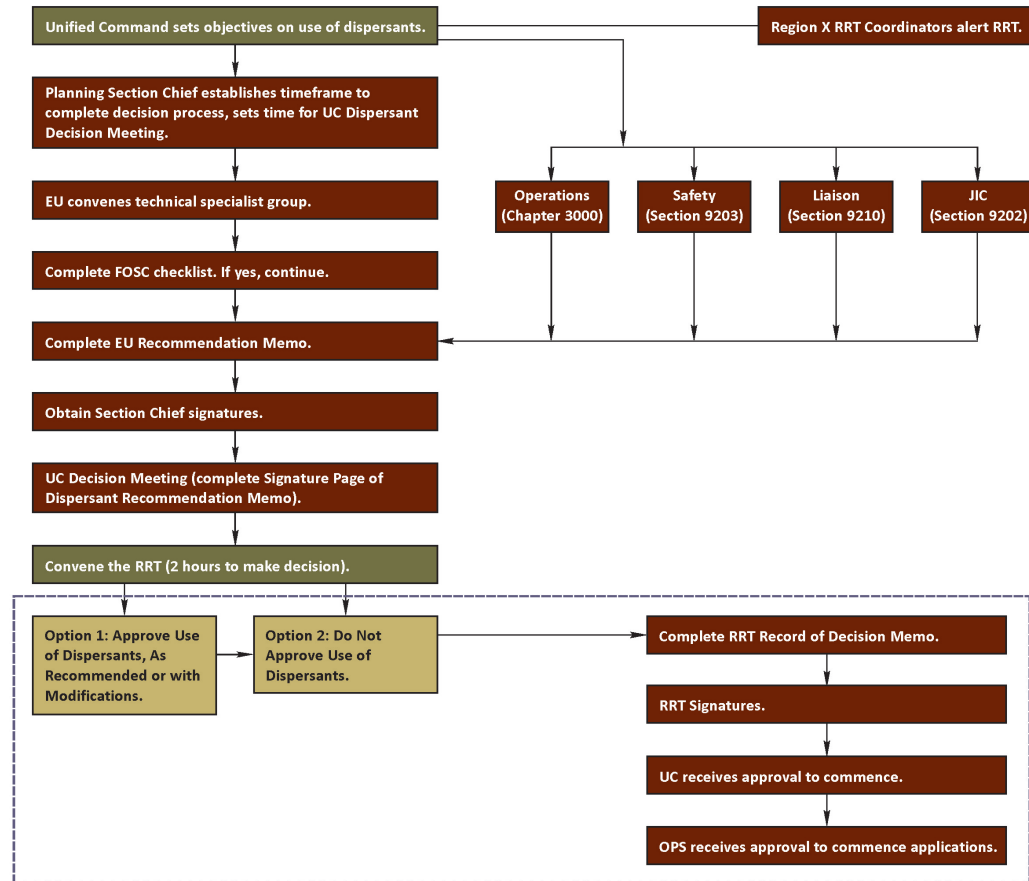 Unified Command sets objectives on use of dispersants.
Region X RRT Coordinators alert RRT.
Planning Section Chief establishes timeframe to
complete decision process, sets time for UC Dispersant
Decision Meeting.
EU convenes technical specialist group.
Operations
(Chapter 3000)
Safety
(Section 9203)
Liaison
(Section 9210)
JIC
(Section 9202)
Complete FOSC checklist. If yes, continue.
Complete EU Recommendation Memo.
Obtain Section Chief signatures.
UC Decision Meeting (complete Signature Page of
Dispersant Recommendation Memo).
Convene the RRT (2 hours to make decision).
Option 1: Approve Use
of Dispersants, As
Recommended or with
Modifications.
Option 2: Do Not
Approve Use of
Dispersants.
Complete RRT Record of Decision Memo.
RRT Signatures.
UC receives approval to commence.
OPS receives approval to commence applications.